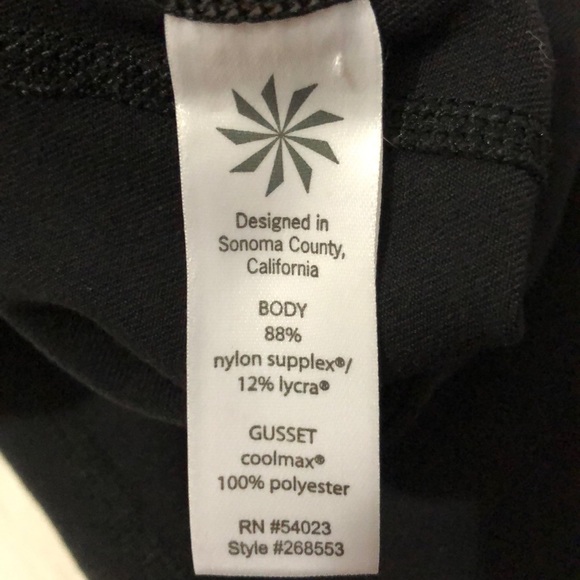 Designed in
Sonoma County,
California
BODY
88%
nylon supplex®/
12% lycra®
GUSSET
coolmax®
100% polyester
RN #54023
Style #268553